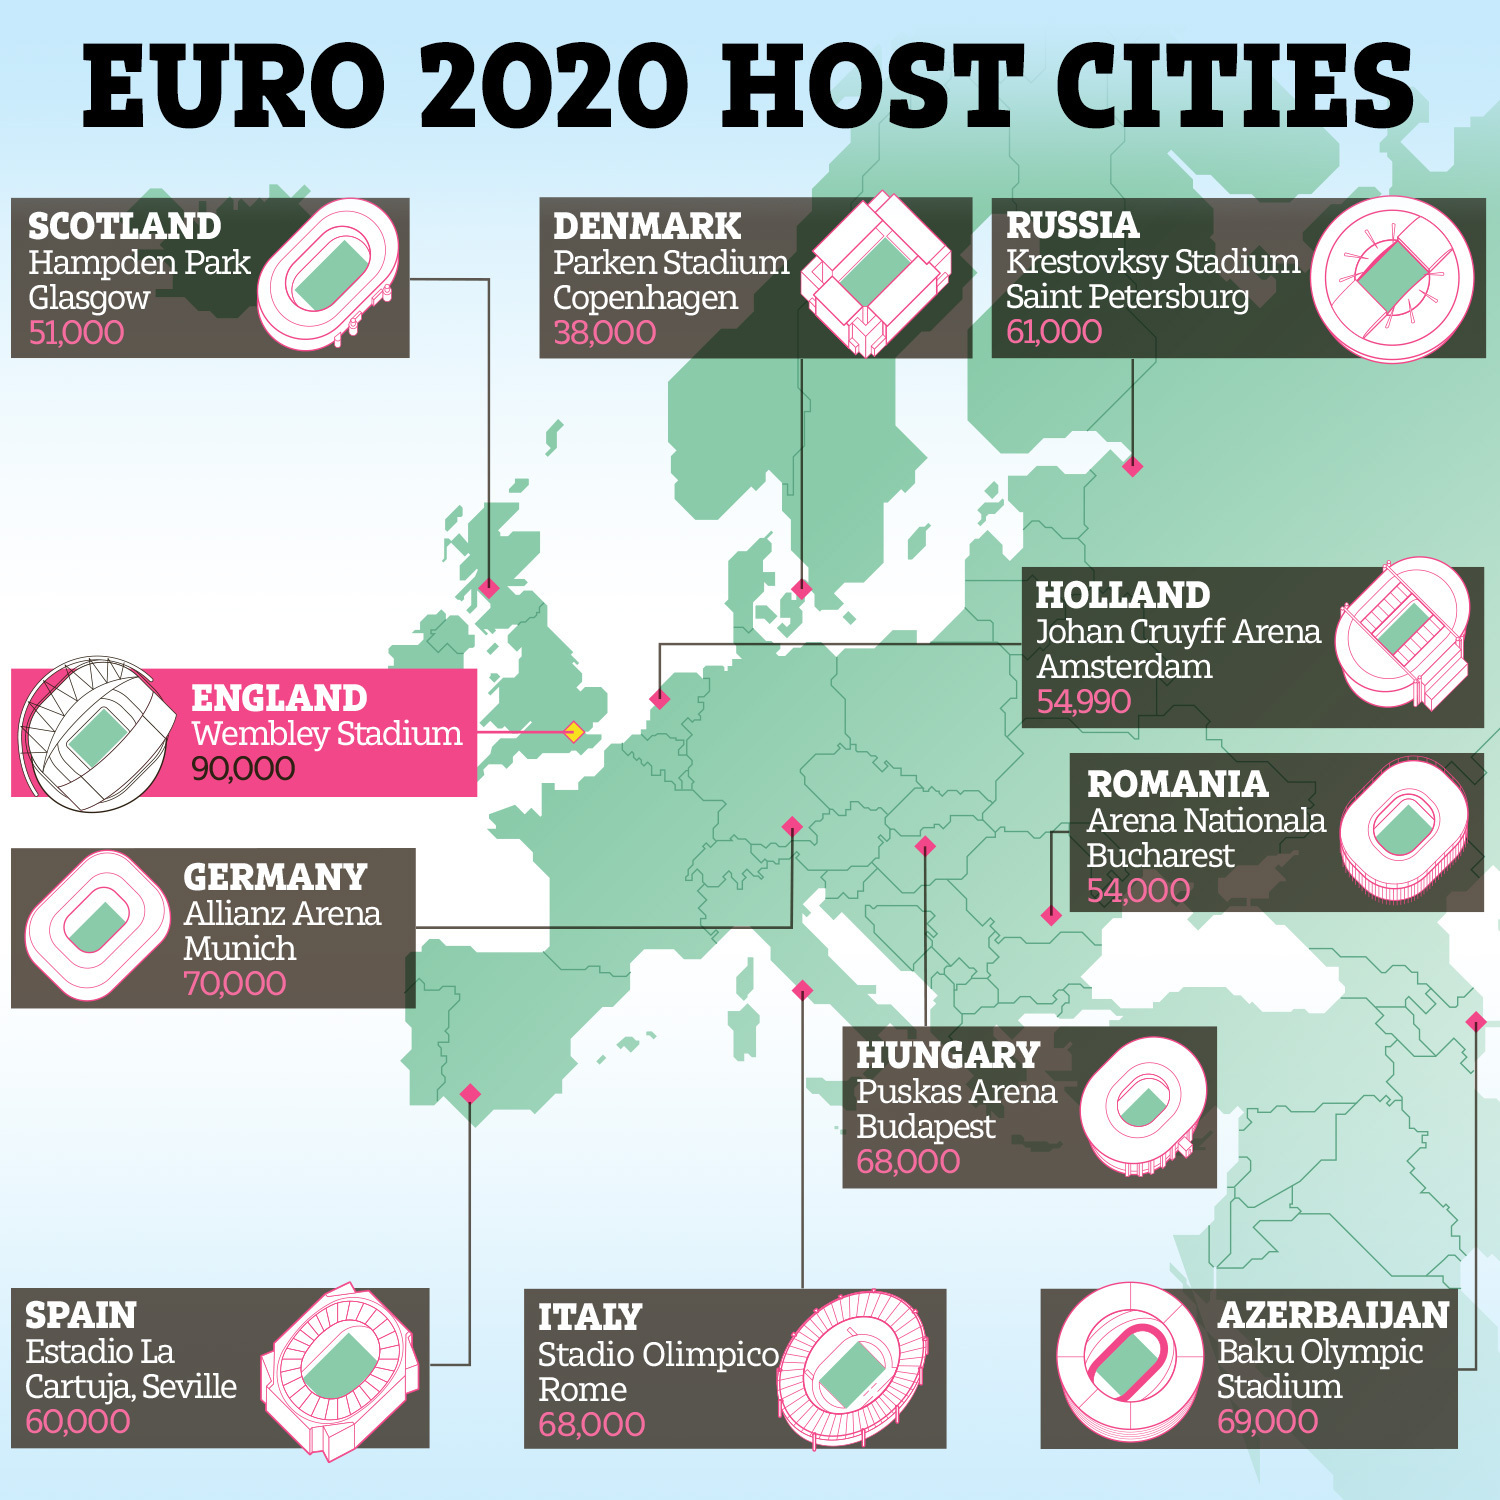 EURO 2020 HOST CITIES
SCOTLAND
Hampden Park
Glasgow
51,000
DENMARK
Parken Stadium
Copenhagen
38,000
RUSSIA
Krestovksy Stadium
Saint Petersburg
61,000
HOLLAND
Johan Cruyff Arena
Amsterdam
54,990
ENGLAND
Wembley Stadium
90,000
ROMANIA
Arena Nationala
Bucharest
54,000
GERMANY
Allianz Arena
Munich
70,000
HUNGARY
Puskas Arena
Budapest
68,000
SPAIN
Estadio La
Cartuja, Seville
60,000
ITALY
Stadio Olimpico
Rome
68,000
AZERBAIJAN
Baku Olympic
Stadium
69,000